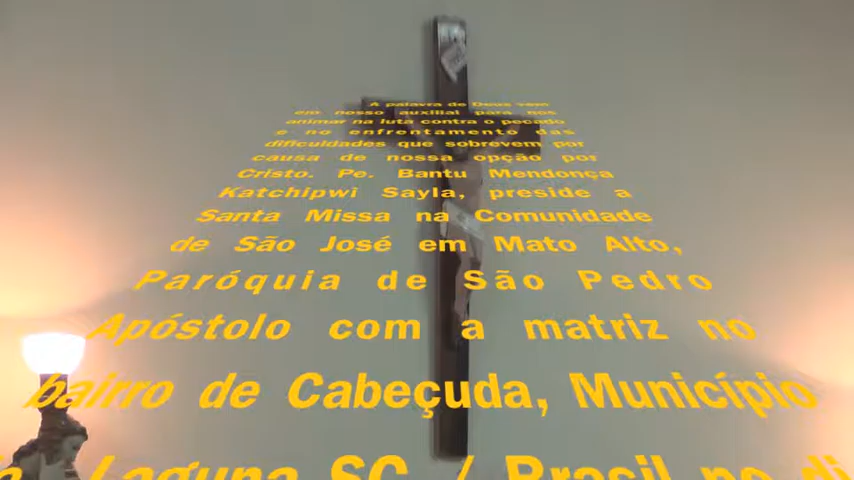 A palavra de Deus vem
em nosso auxilial para nos
animar na luta contra o pecado
e no enfrentamento das
dificuldades que sobrevem por
causa de nossa opção por
Cristo. Pe. Bantu Mendonça
Katchipwi Sayla, preside a
Santa Missa na Comunidade
de São José em Mato Alto,
Paróquia de São Pedro
Apóstolo com a matriz no
bairro de Cabeçuda, Município
Laguna SC / Brasil no